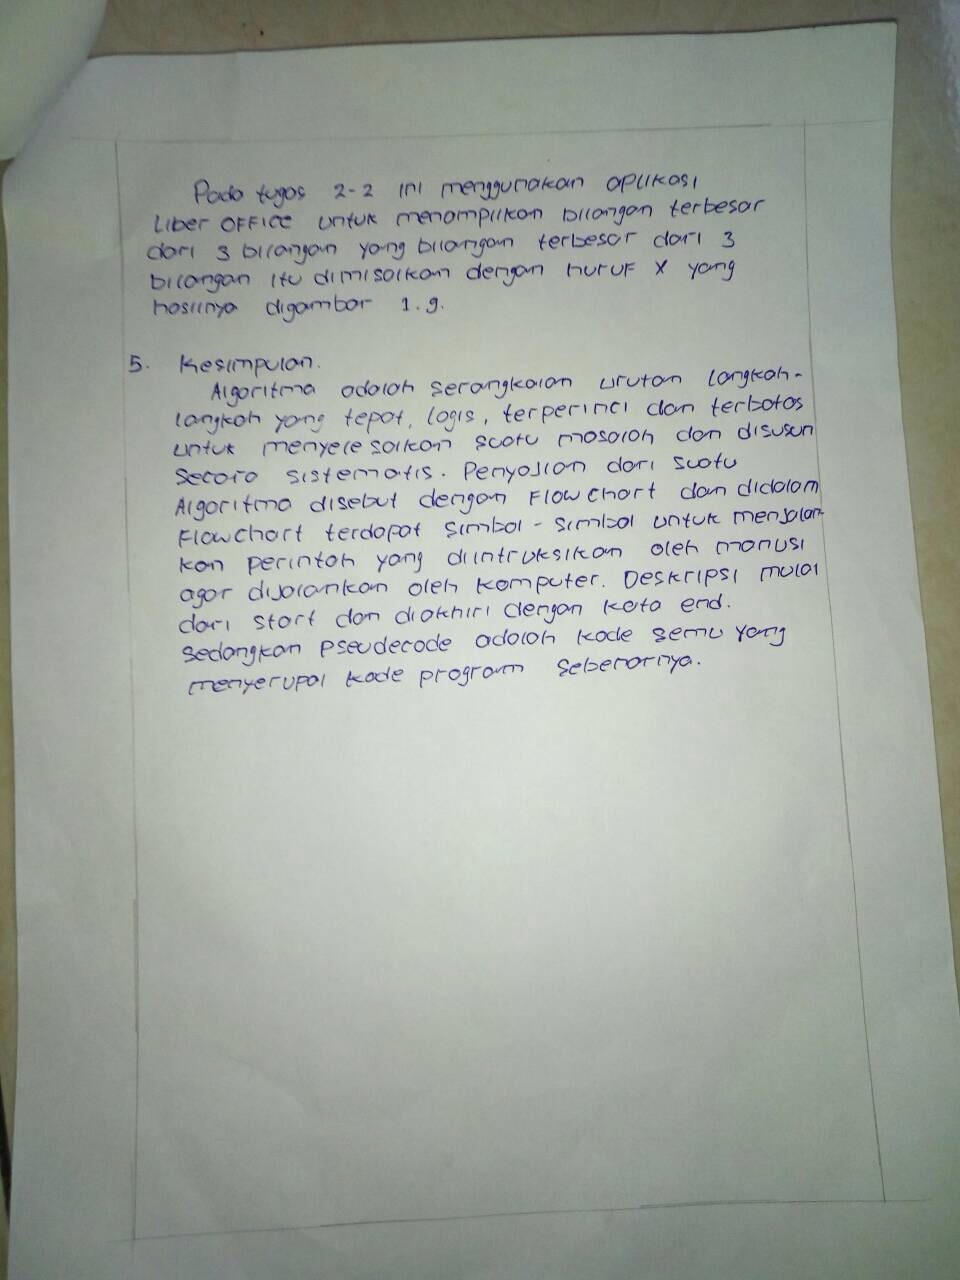 Pada tugas 2-2 ini menggunakan aplikasi
Liber OFFice untuk menampilkan bilangan terbesar
dari 3 bilangan yang bilangan terbesar dari 3
bilangan itu dimisalkan dengan huruf X yang
hasilnya digambar 1.9.
5. Kesimpulan.
Algoritma adalah serangkaian urutan langkah-
langkah yang tepat, logis, terperinci dan terbatas
untuk menyelesaikan suatu masalah dan disusun
secara sistematis. Penyajian dari suatu
Algoritma disebut dengan Flowchart dan didalam
Flowchart terdapat simbol-simbol untuk menjalan-
kan perintah yang diintruksikan oleh manusi
agar dijalankan oleh komputer. Deskripsi mulai
dari start dan diakhiri dengan kata end.
Sedangkan pseudecode adalah kode semu yang
menyerupai kode program sebenarnya.